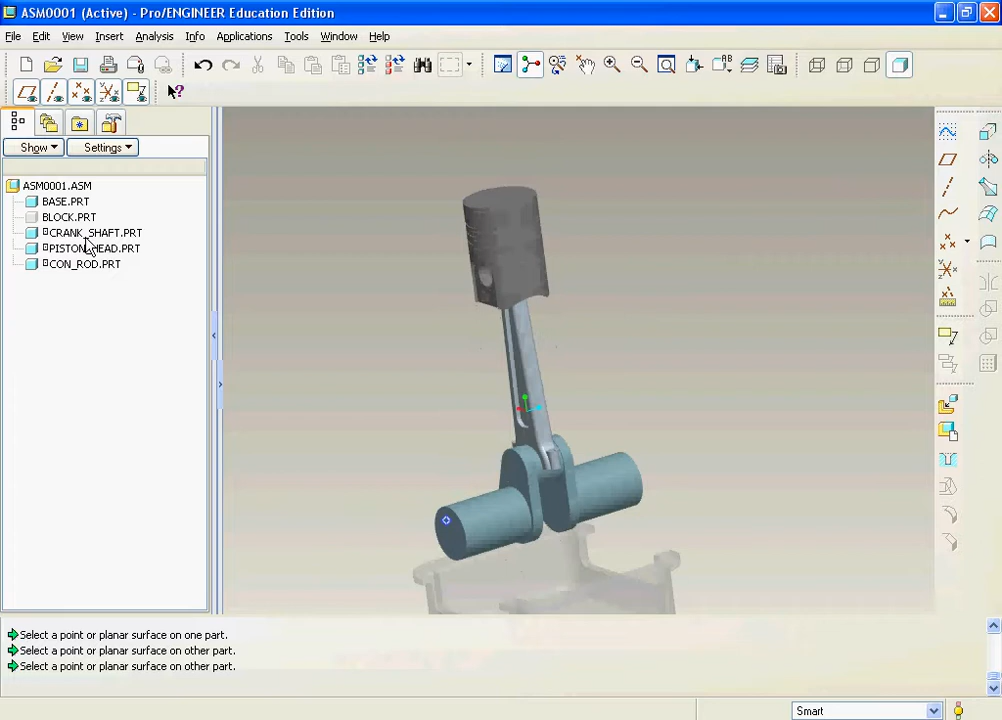 ASM0001 (Active) - Pro/ENGINEER Education Edition
File Edit View Insert Analysis Info Applications Tools Window Help
Show Settings
ASM0001.ASM
BASE.PRT
BLOCK.PRT
CRANK_SHAFT.PRT
PISTON_HEAD.PRT
CON_ROD.PRT
Select a point or planar surface on one part.
Select a point or planar surface on other part.
Select a point or planar surface on other part.
Smart